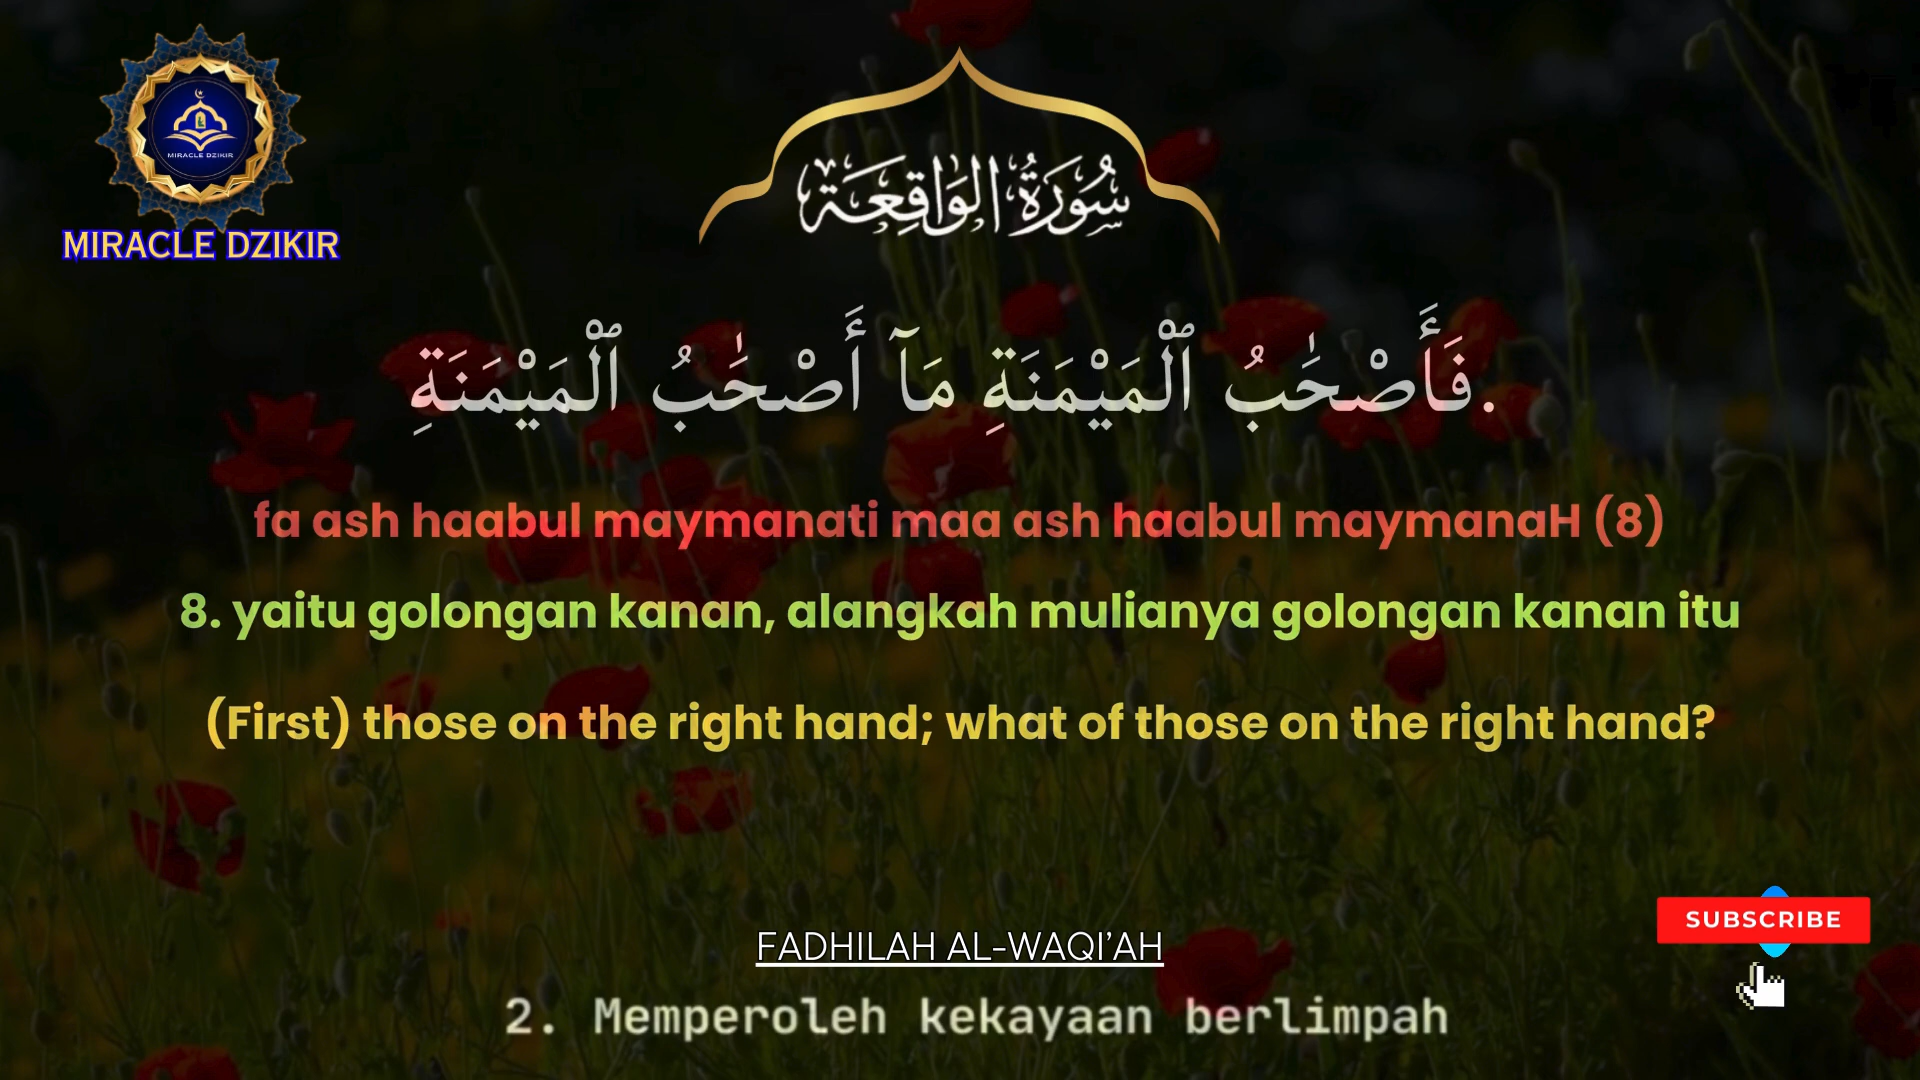 MIRACLE DZIKIR
MIRACLE DZIKIR
سُورَةُ الوَاقِعَة
فَأَصْحَٰبُ ٱلْمَيْمَنَةِ مَآ أَصْحَٰبُ ٱلْمَيْمَنَةِ.
fa ash haabul maymanati maa ash haabul maymanaH (8)
8. yaitu golongan kanan, alangkah mulianya golongan kanan itu
(First) those on the right hand; what of those on the right hand?
SUBSCRIBE
FADHILAH AL-WAQI’AH
2. Memperoleh kekayaan berlimpah